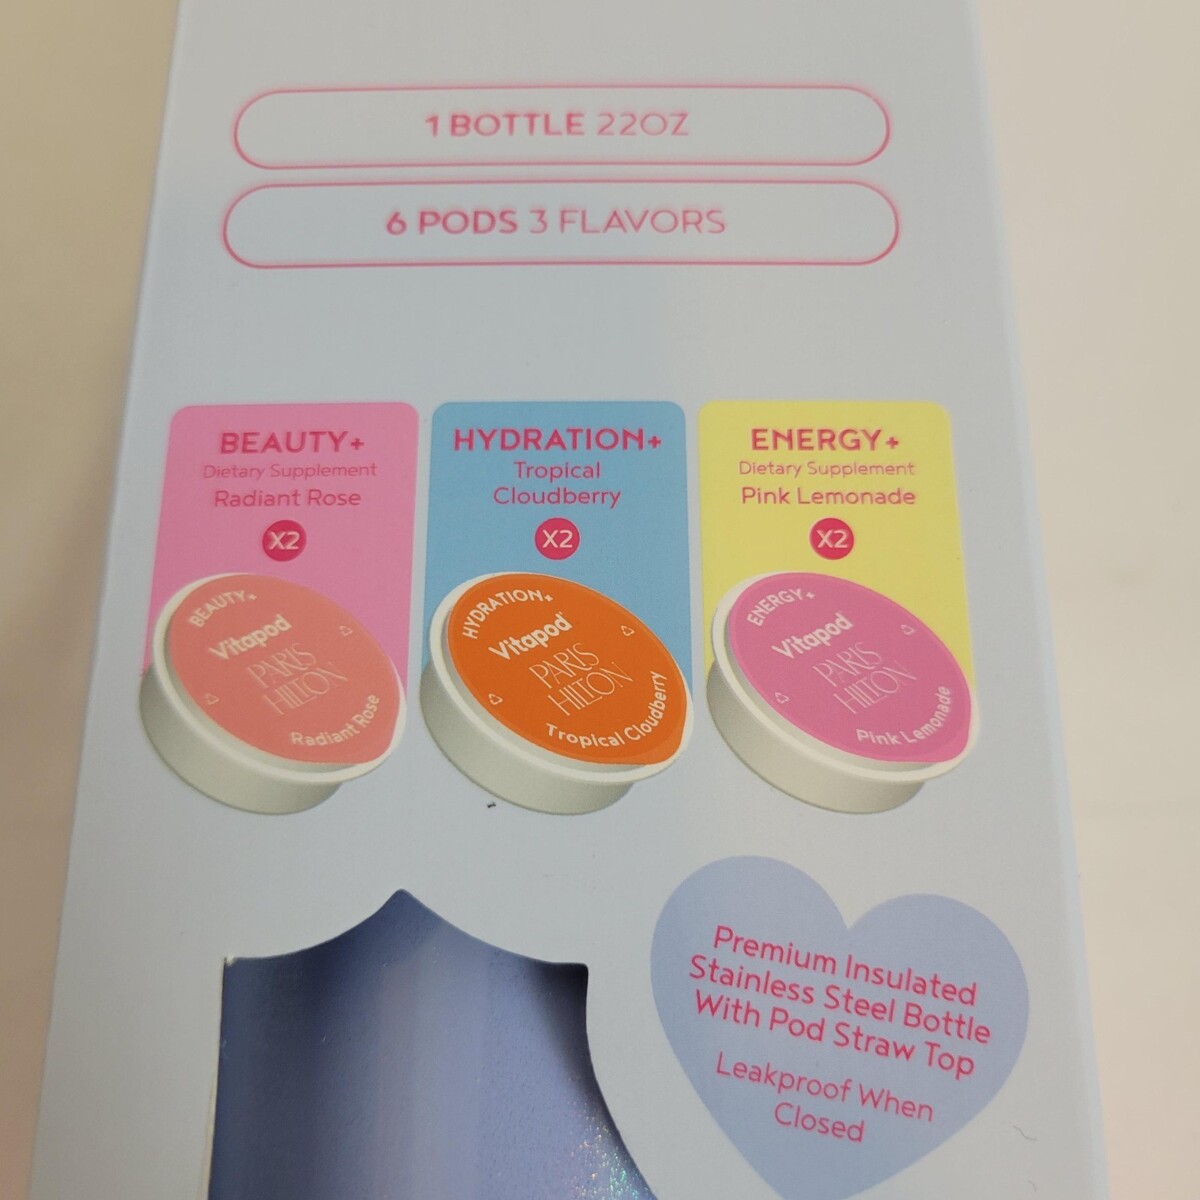 1 BOTTLE 22OZ
6 PODS 3 FLAVORS
BEAUTY+
Dietary Supplement
Radiant Rose
X2
HYDRATION+
Tropical
Cloudberry
X2
ENERGY+
Dietary Supplement
Pink Lemonade
X2
BEAUTY+
Vitapod
PARIS
HILTON
Radiant Rose
HYDRATION+
Vitapod®
PARIS
HILTON
Tropical Cloudberry
ENERGY+
Vitapod®
PARIS
HILTON
Pink Lemonade
Premium Insulated
Stainless Steel Bottle
With Pod Straw Top
Leakproof When
Closed